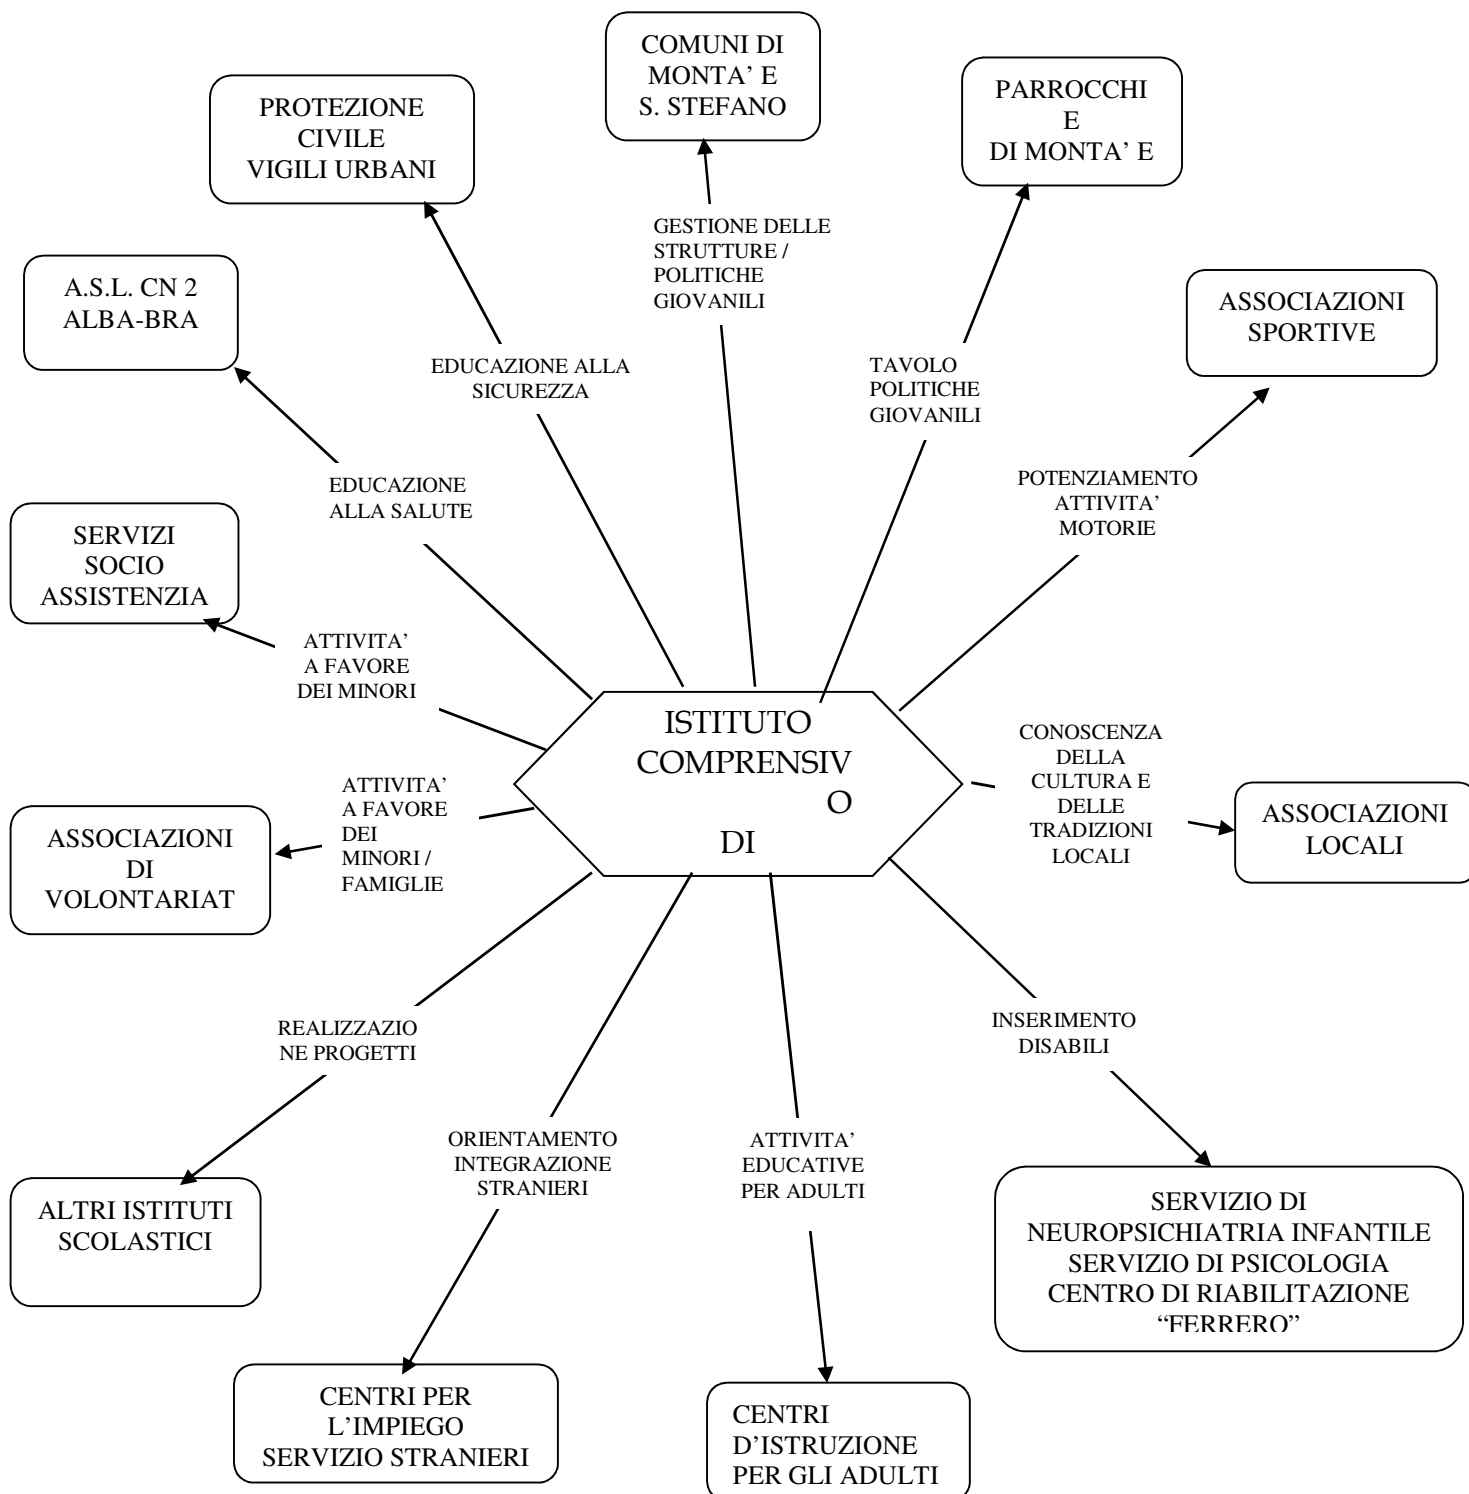 COMUNI DI
MONTA’ E
S. STEFANO
PROTEZIONE
CIVILE
VIGILI URBANI
PARROCCHI
E
DI MONTA’ E
GESTIONE DELLE
STRUTTURE /
POLITICHE
GIOVANILI
A.S.L. CN 2
ALBA-BRA
ASSOCIAZIONI
SPORTIVE
EDUCAZIONE ALLA
SICUREZZA
TAVOLO
POLITICHE
GIOVANILI
EDUCAZIONE
ALLA SALUTE
POTENZIAMENTO
ATTIVITA’
MOTORIE
SERVIZI
SOCIO
ASSISTENZIA
ATTIVITA’
A FAVORE
DEI MINORI
ISTITUTO
COMPRENSIV
O
DI
CONOSCENZA
DELLA
CULTURA E
DELLE
TRADIZIONI
LOCALI
ATTIVITA’
A FAVORE
DEI
MINORI /
FAMIGLIE
ASSOCIAZIONI
DI
VOLONTARIAT
ASSOCIAZIONI
LOCALI
REALIZZAZIO
NE PROGETTI
INSERIMENTO
DISABILI
ORIENTAMENTO
INTEGRAZIONE
STRANIERI
ATTIVITA’
EDUCATIVE
PER ADULTI
ALTRI ISTITUTI
SCOLASTICI
SERVIZIO DI
NEUROPSICHIATRIA INFANTILE
SERVIZIO DI PSICOLOGIA
CENTRO DI RIABILITAZIONE
“FERRERO”
CENTRI PER
L’IMPIEGO
SERVIZIO STRANIERI
CENTRI
D’ISTRUZIONE
PER GLI ADULTI